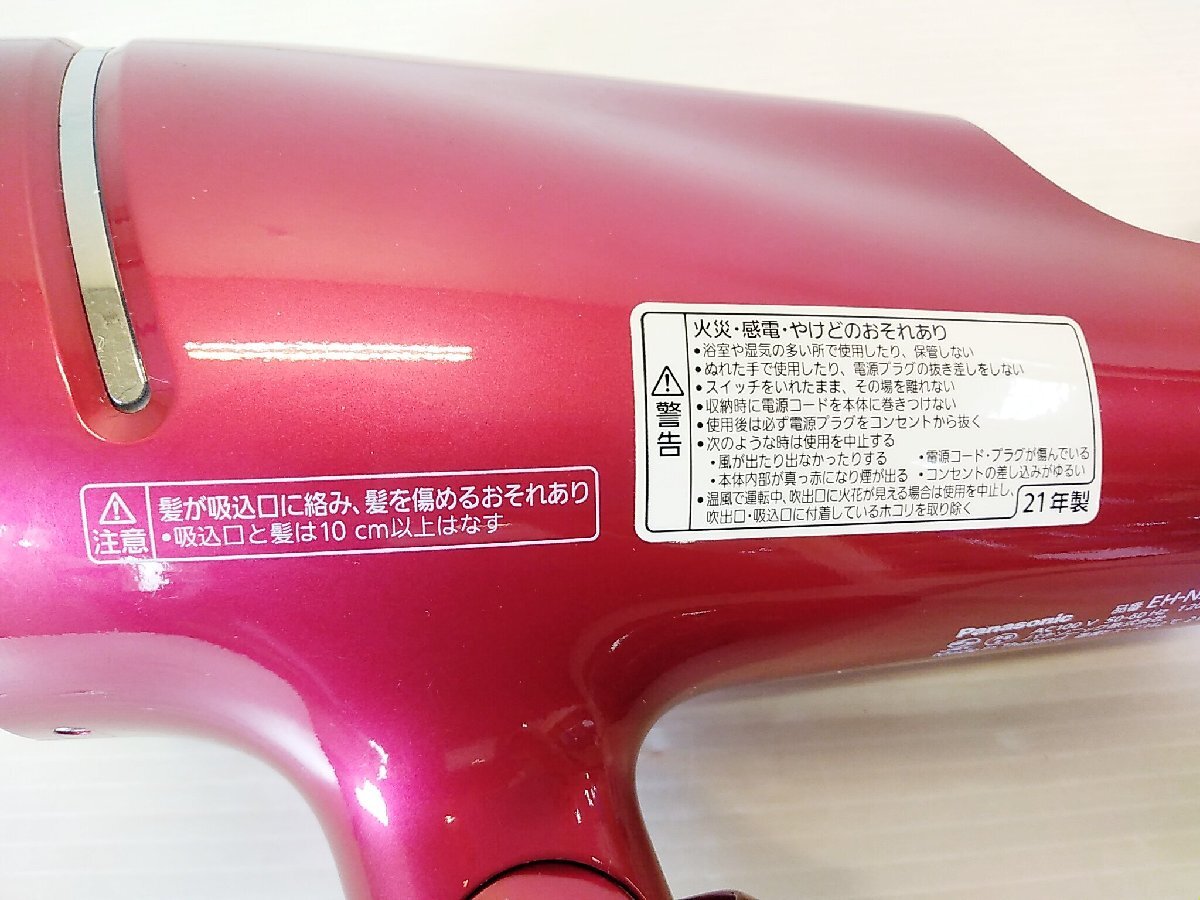 注意
髪が吸込口に絡み、髪を傷めるおそれあり
•吸込口と髪は10 cm以上はなす
警告
火災・感電・やけどのおそれあり
•浴室や湿気の多い所で使用したり、保管しない
•ぬれた手で使用したり、電源プラグの抜き差しをしない
•スイッチをいれたまま、その場を離れない
•収納時に電源コードを本体に巻きつけない
•使用後は必ず電源プラグをコンセントから抜く
•次のような時は使用を中止する
•風が出たり出なかったりする •電源コード・プラグが傷んでいる
•本体内部が真っ赤になり煙が出る •コンセントの差し込みがゆるい
•温風で運転中、吹出口に火花が見える場合は使用を中止し、
吹出口・吸込口に付着しているホコリを取り除く
21年製
Panasonic 品番 EH-N
AC100 V 50-60 Hz